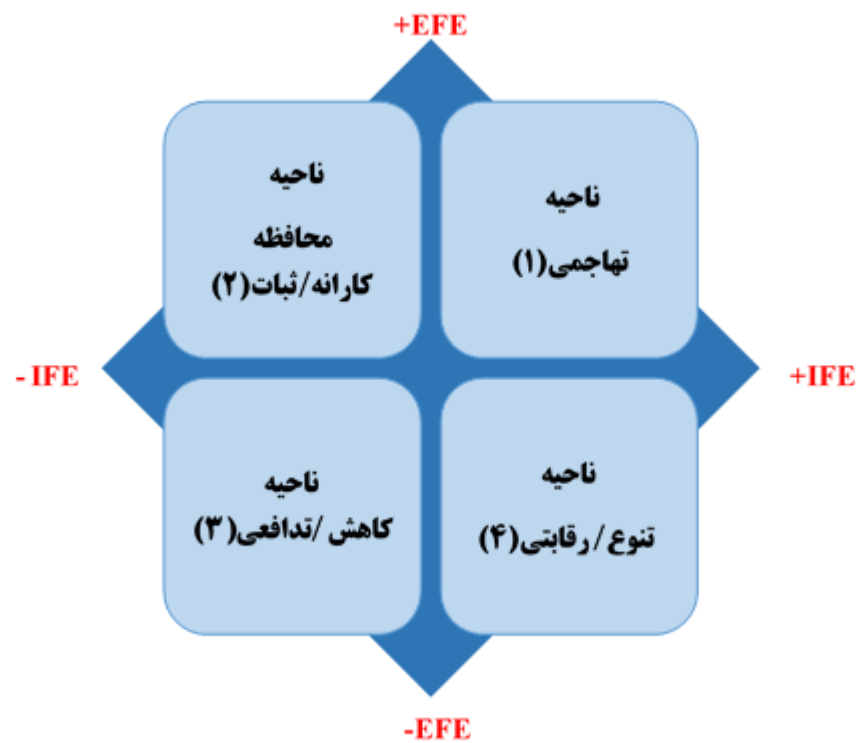 +EFE
ناحیه
تهاجمی(۱)
ناحیه
محافظه
کارانه/ثبات(۲)
+IFE
- IFE
ناحیه
تنوع/رقابتی(۴)
ناحیه
کاهش/تدافعی(۳)
-EFE